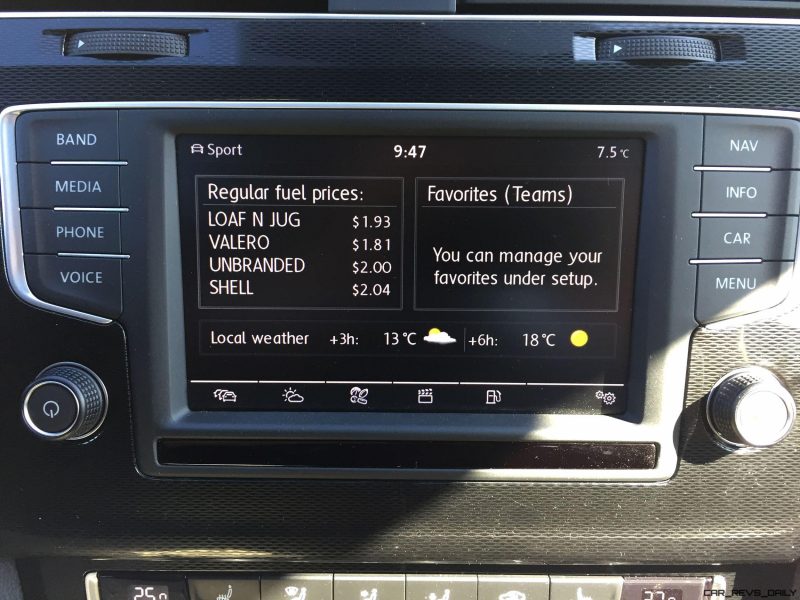 BAND
MEDIA
PHONE
VOICE
NAV
INFO
CAR
MENU
Sport 9:47 7.5°C
Regular fuel prices:
LOAF N JUG $1.93
VALERO $1.81
UNBRANDED $2.00
SHELL $2.04
Favorites (Teams)
You can manage your
favorites under setup.
Local weather +3h: 13°C +6h: 18°C
CAR_REVS_DAILY